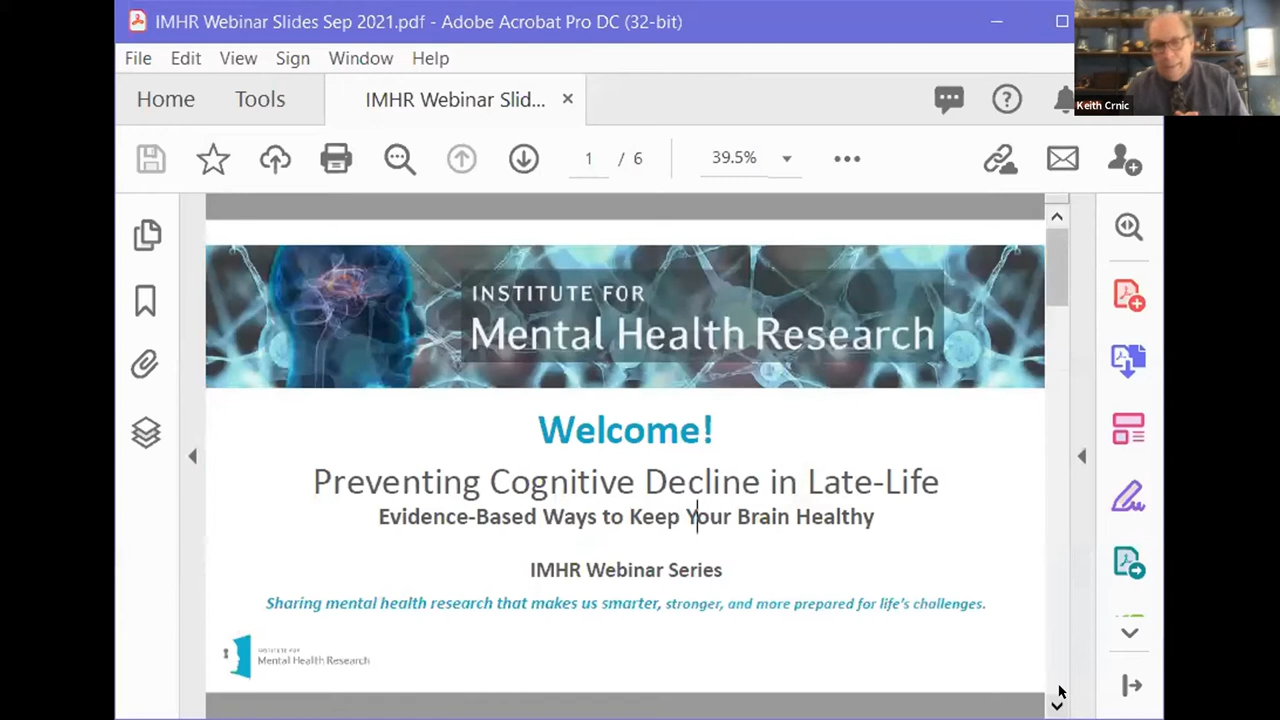 IMHR Webinar Slides Sep 2021.pdf - Adobe Acrobat Pro DC (32-bit)
File Edit View Sign Window Help
Keith Crnic
Home Tools IMHR Webinar Slid...
1 / 6 39.5%
INSTITUTE FOR
Mental Health Research
Welcome!
Preventing Cognitive Decline in Late-Life
Evidence-Based Ways to Keep Your Brain Healthy
IMHR Webinar Series
Sharing mental health research that makes us smarter, stronger, and more prepared for life's challenges.
INSTITUTE FOR
Mental Health Research